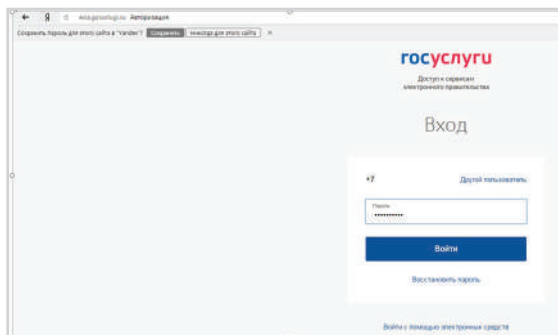 Я esia.gosuslugi.ru Авторизация
Сохранить пароль для этого сайта в "Yandex"? Сохранить Никогда для этого сайта
госуслуги
Доступ к сервисам
электронного правительства
Вход
+7 Другой пользователь
Пароль
Войти
Восстановить пароль
Войти с помощью электронных средств